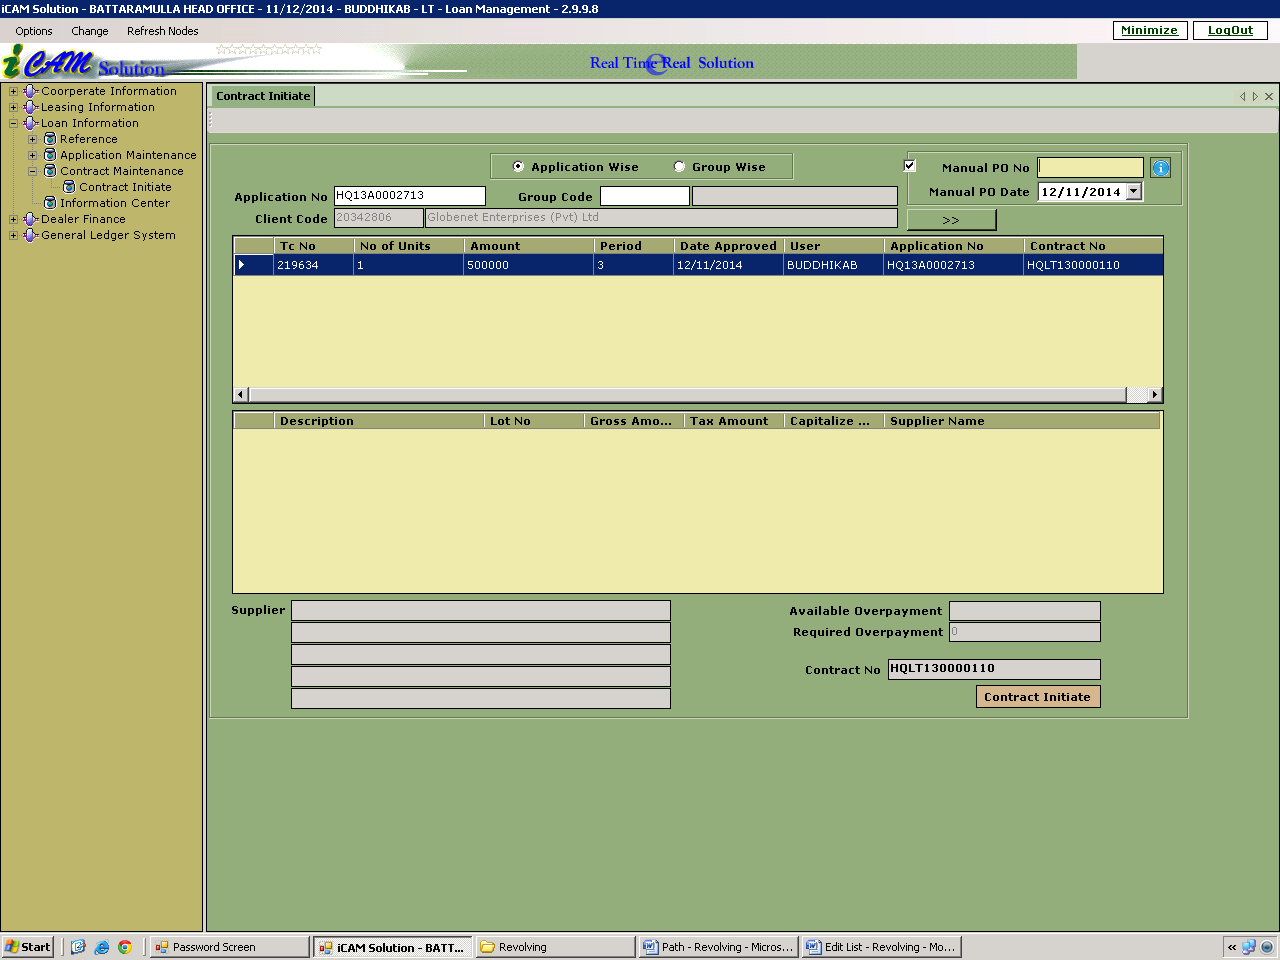 iCAM Solution - BATTARAMULLA HEAD OFFICE - 11/12/2014 - BUDDHIKAB - LT - Loan Management - 2.9.9.8
Options Change Refresh Nodes Minimize LogOut
iCAM Solution Real Time Real Solution
Coorperate Information
Leasing Information
Loan Information
Reference
Application Maintenance
Contract Maintenance
Contract Initiate
Information Center
Dealer Finance
General Ledger System
Contract Initiate
Application Wise Group Wise Manual PO No
Manual PO Date 12/11/2014
Application No HQ13A0002713 Group Code
Client Code 20342806 Globenet Enterprises (Pvt) Ltd >>
Tc No No of Units Amount Period Date Approved User Application No Contract No
219634 1 500000 3 12/11/2014 BUDDHIKAB HQ13A0002713 HQLT130000110
Description Lot No Gross Amo... Tax Amount Capitalize ... Supplier Name
Supplier Available Overpayment
Required Overpayment 0
Contract No HQLT130000110
Contract Initiate
Start Password Screen iCAM Solution - BATT... Revolving Path - Revolving - Micros... Edit List - Revolving - Mo... «